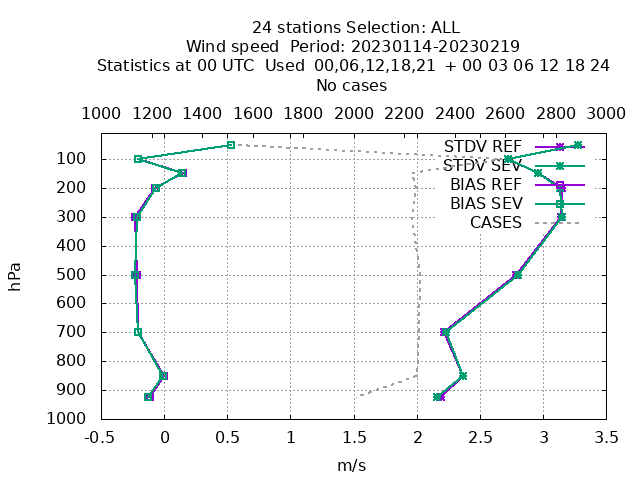 24 stations Selection: ALL
Wind speed  Period: 20230114-20230219
Statistics at 00 UTC  Used  00,06,12,18,21  + 00 03 06 12 18 24
No cases
1000 1200 1400 1600 1800 2000 2200 2400 2600 2800 3000
STDV REF
STDV SEV
BIAS REF
BIAS SEV
CASES
100
200
300
400
500
600
700
800
900
1000
hPa
-0.5 0 0.5 1 1.5 2 2.5 3 3.5
m/s